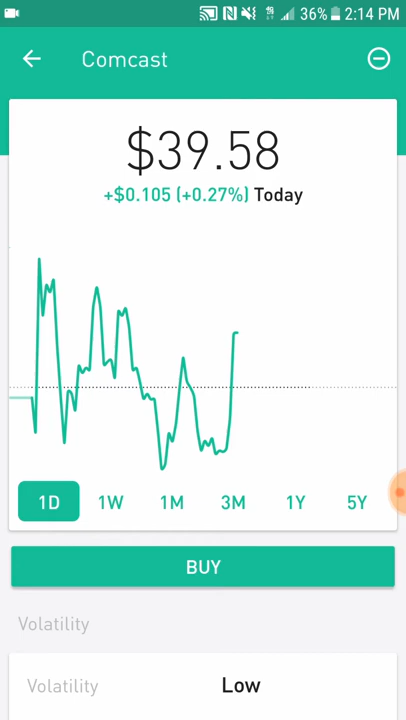 36% 2:14 PM
Comcast
$39.58
+$0.105 (+0.27%) Today
1D 1W 1M 3M 1Y 5Y
BUY
Volatility
Volatility Low